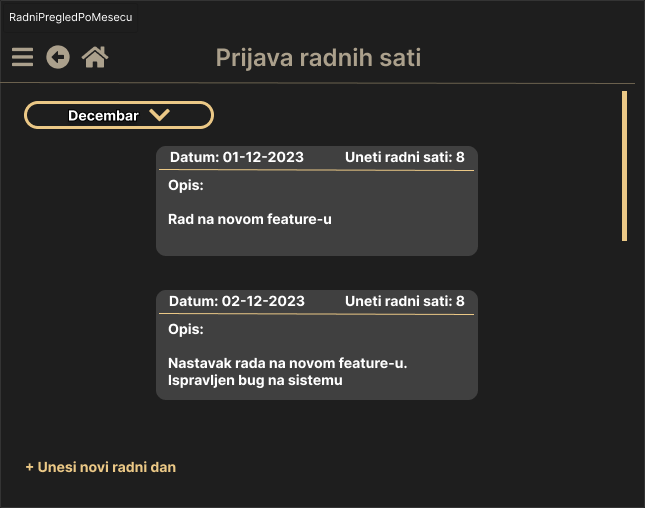 RadniPregledPoMesecu
Prijava radnih sati
Decembar
Datum: 01-12-2023 Uneti radni sati: 8
Opis:
Rad na novom feature-u
Datum: 02-12-2023 Uneti radni sati: 8
Opis:
Nastavak rada na novom feature-u.
Ispravljen bug na sistemu
+ Unesi novi radni dan